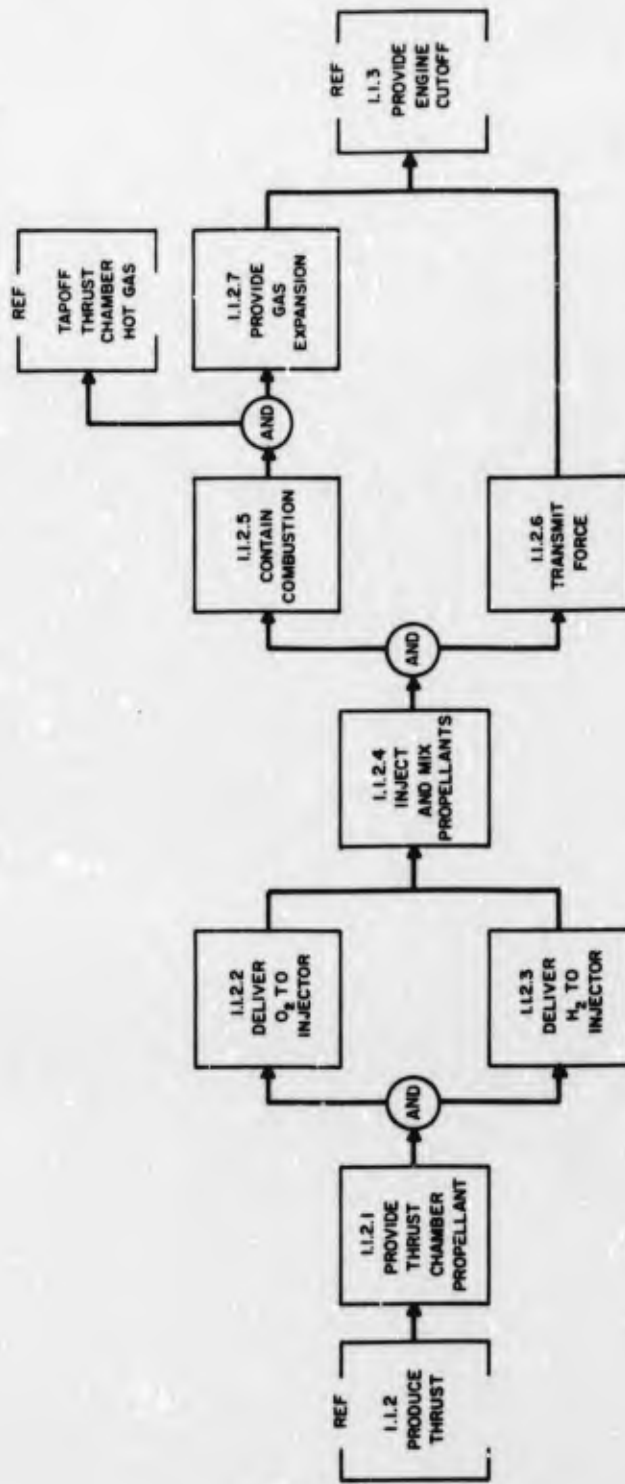 REF
1.1.2
PRODUCE
THRUST
1.1.2.1
PROVIDE
THRUST
CHAMBER
PROPELLANT
AND
1.1.2.2
DELIVER
O₂ TO
INJECTOR
1.1.2.3
DELIVER
H₂ TO
INJECTOR
1.1.2.4
INJECT
AND MIX
PROPELLANTS
AND
1.1.2.5
CONTAIN
COMBUSTION
1.1.2.6
TRANSMIT
FORCE
AND
REF
TAPOFF
THRUST
CHAMBER
HOT GAS
1.1.2.7
PROVIDE
GAS
EXPANSION
REF
1.1.3
PROVIDE
ENGINE
CUTOFF